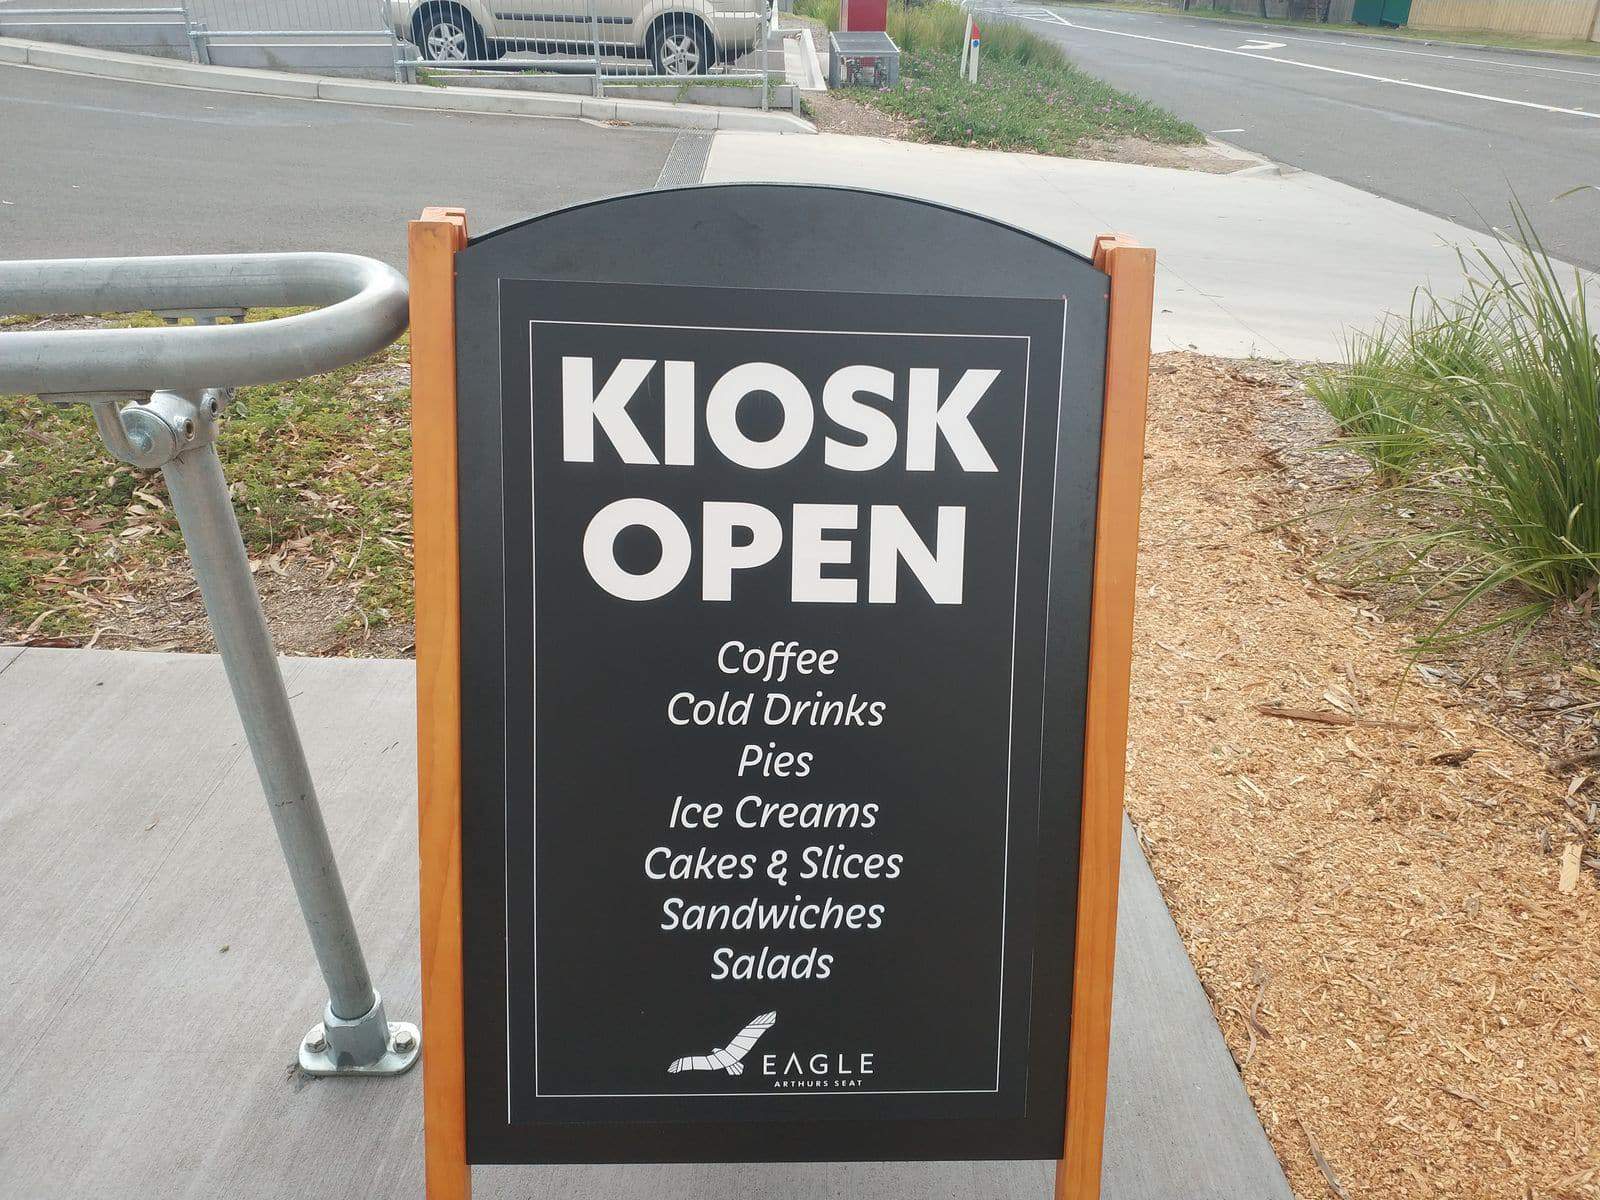 KIOSK
OPEN
Coffee
Cold Drinks
Pies
Ice Creams
Cakes & Slices
Sandwiches
Salads
EAGLE
ARTHURS SEAT